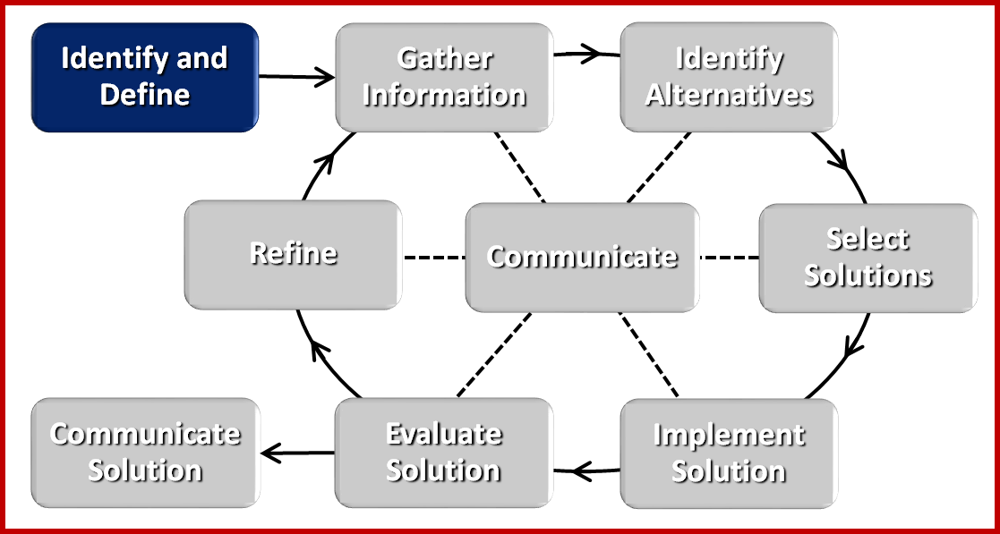 Identify and
Define
Gather
Information
Identify
Alternatives
Refine
Communicate
Select
Solutions
Communicate
Solution
Evaluate
Solution
Implement
Solution